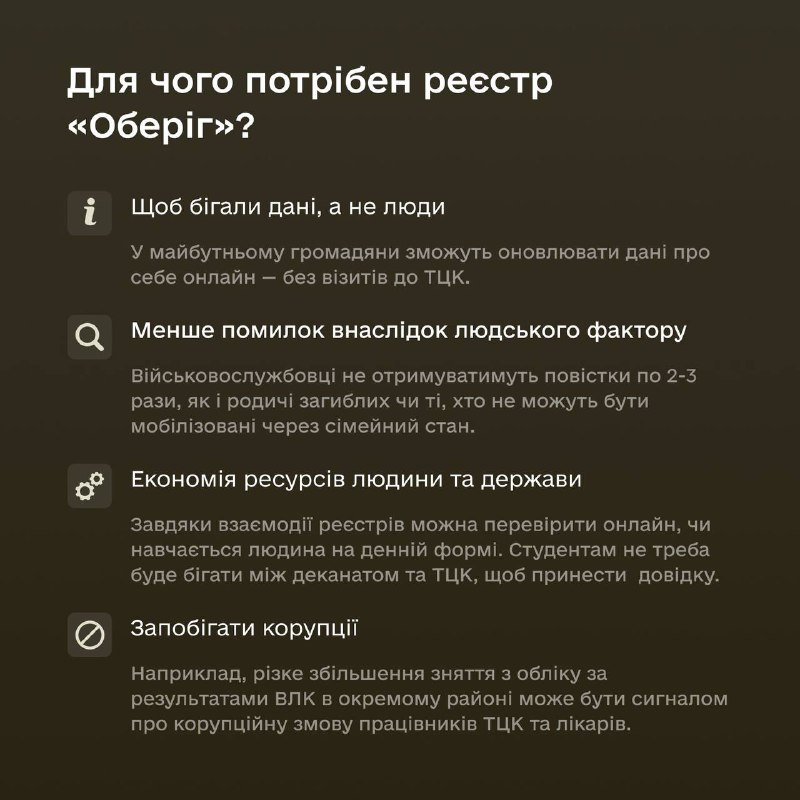 Для чого потрібен реєстр
«Оберіг»?
Щоб бігали дані, а не люди
У майбутньому громадяни зможуть оновлювати дані про
себе онлайн — без візитів до ТЦК.
Менше помилок внаслідок людського фактору
Військовослужбовці не отримуватимуть повістки по 2-3
рази, як і родичі загиблих чи ті, хто не можуть бути
мобілізовані через сімейний стан.
Економія ресурсів людини та держави
Завдяки взаємодії реєстрів можна перевірити онлайн, чи
навчається людина на денній формі. Студентам не треба
буде бігати між деканатом та ТЦК, щоб принести  довідку.
Запобігати корупції
Наприклад, різке збільшення зняття з обліку за
результатами ВЛК в окремому районі може бути сигналом
про корупційну змову працівників ТЦК та лікарів.